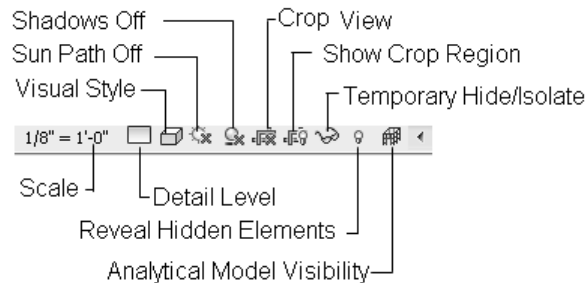 Shadows Off
Crop View
Sun Path Off
Show Crop Region
Visual Style
Temporary Hide/Isolate
1/8" = 1'-0"
Scale
Detail Level
Reveal Hidden Elements
Analytical Model Visibility